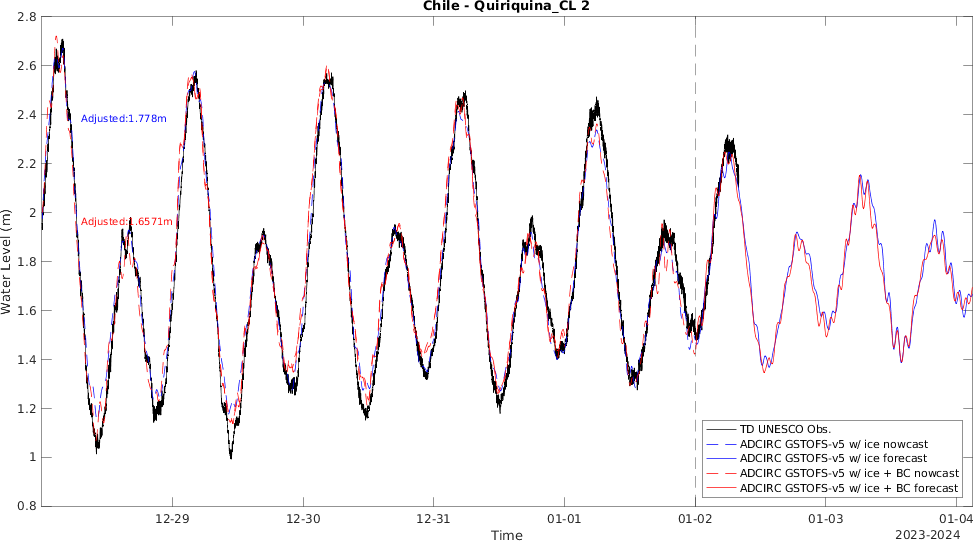 Chile - Quiriquina_CL 2
2.8
2.6
2.4
2.2
2
1.8
1.6
1.4
1.2
1
0.8
Water Level (m)
Adjusted:1.778m
Adjusted:1.6571m
TD UNESCO Obs.
ADCIRC GSTOFS-v5 w/ ice nowcast
ADCIRC GSTOFS-v5 w/ ice forecast
ADCIRC GSTOFS-v5 w/ ice + BC nowcast
ADCIRC GSTOFS-v5 w/ ice + BC forecast
12-29 12-30 12-31 01-01 01-02 01-03 01-04
Time
2023-2024